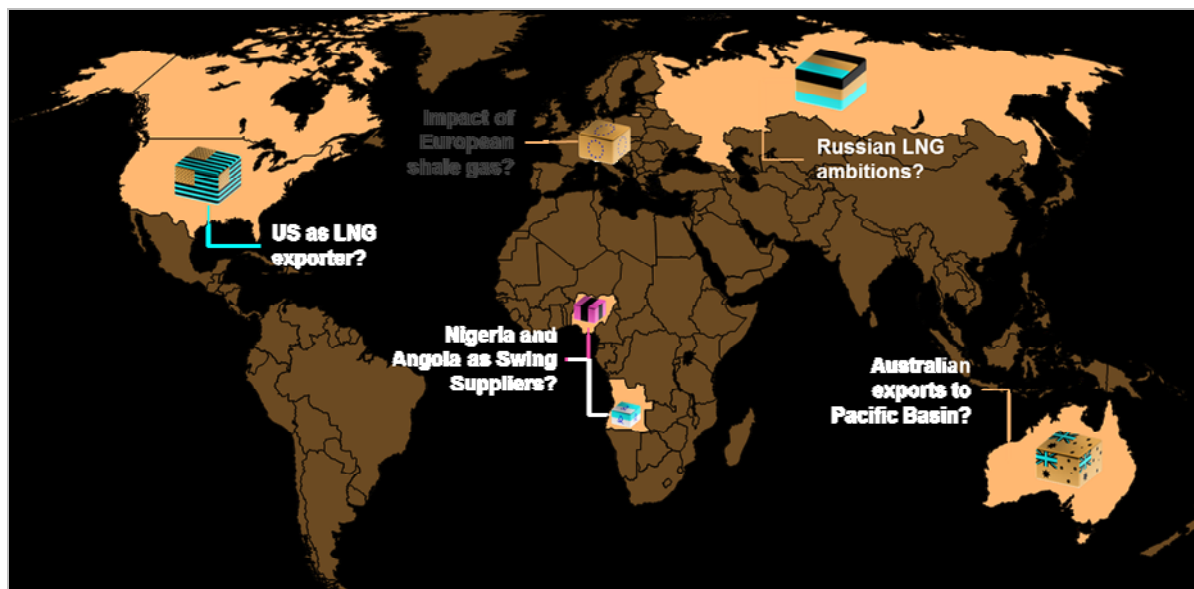 Impact of
European
shale gas?
Russian LNG
ambitions?
US as LNG
exporter?
Nigeria and
Angola as Swing
Suppliers?
Australian
exports to
Pacific Basin?